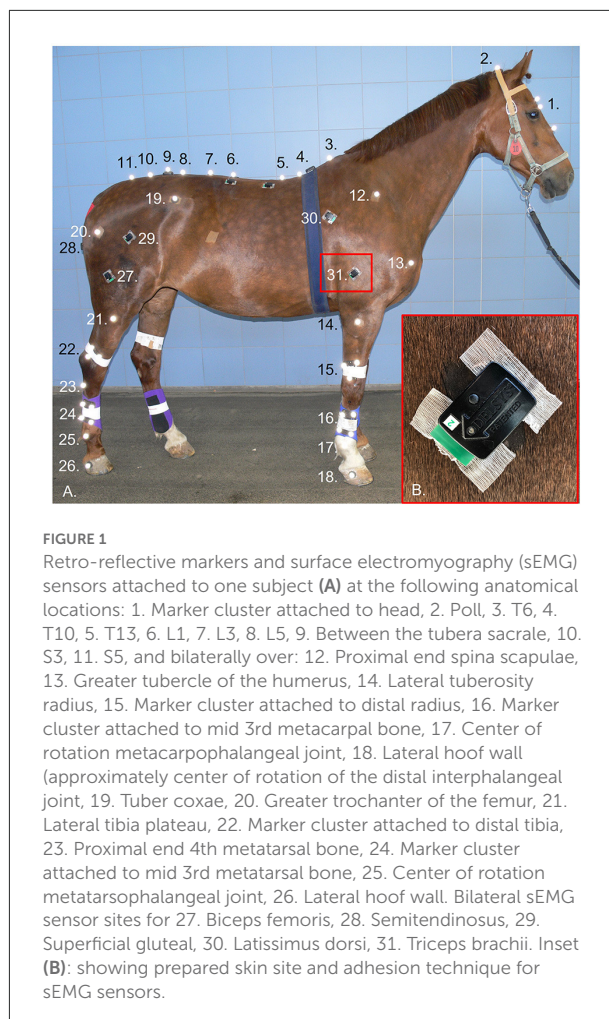 2.
1.
3.
11. 10. 9. 8. 7. 6. 5. 4.
19.
12.
30.
20.
28.
29.
27.
31.
13.
21.
14.
22.
15.
23.
24.
16.
25.
17.
26.
18.
A.
N
B.
FIGURE 1
Retro-reflective markers and surface electromyography (sEMG)
sensors attached to one subject (A) at the following anatomical
locations: 1. Marker cluster attached to head, 2. Poll, 3. T6, 4.
T10, 5. T13, 6. L1, 7. L3, 8. L5, 9. Between the tubera sacrale, 10.
S3, 11. S5, and bilaterally over: 12. Proximal end spina scapulae,
13. Greater tubercle of the humerus, 14. Lateral tuberosity
radius, 15. Marker cluster attached to distal radius, 16. Marker
cluster attached to mid 3rd metacarpal bone, 17. Center of
rotation metacarpophalangeal joint, 18. Lateral hoof wall
(approximately center of rotation of the distal interphalangeal
joint, 19. Tuber coxae, 20. Greater trochanter of the femur, 21.
Lateral tibia plateau, 22. Marker cluster attached to distal tibia,
23. Proximal end 4th metatarsal bone, 24. Marker cluster
attached to mid 3rd metatarsal bone, 25. Center of rotation
metatarsophalangeal joint, 26. Lateral hoof wall. Bilateral sEMG
sensor sites for 27. Biceps femoris, 28. Semitendinosus, 29.
Superficial gluteal, 30. Latissimus dorsi, 31. Triceps brachii. Inset
(B): showing prepared skin site and adhesion technique for
sEMG sensors.